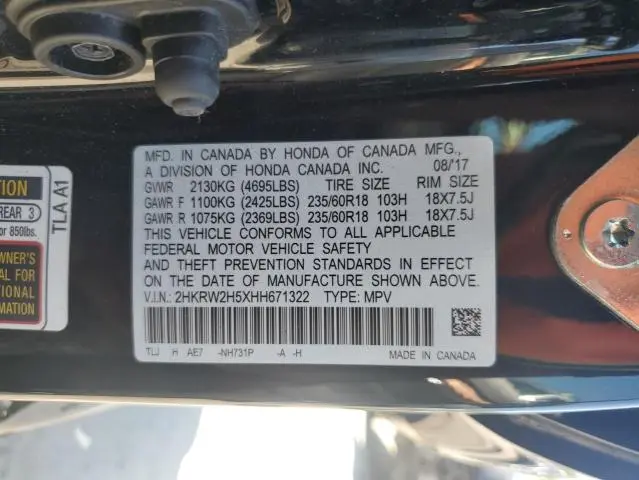 TION
REAR 3
or 850lbs.
OWNER'S
AL FOR
TIONAL
ION
TLA A1
MFD. IN CANADA BY HONDA OF CANADA MFG.,
A DIVISION OF HONDA CANADA INC. 08/17
GVWR 2130KG (4695LBS) TIRE SIZE RIM SIZE
GAWR F 1100KG (2425LBS) 235/60R18 103H 18X7.5J
GAWR R 1075KG (2369LBS) 235/60R18 103H 18X7.5J
THIS VEHICLE CONFORMS TO ALL APPLICABLE
FEDERAL MOTOR VEHICLE SAFETY
AND THEFT PREVENTION STANDARDS IN EFFECT
ON THE DATE OF MANUFACTURE SHOWN ABOVE.
V.I.N.: 2HKRW2H5XHH671322 TYPE: MPV
TLJ H AE7 -NH731P -A -H MADE IN CANADA